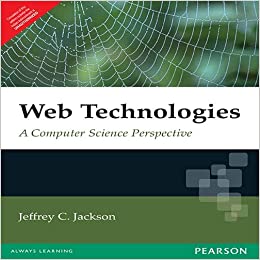 Web Technologies
A Computer Science Perspective
Jeffrey C. Jackson
ALWAYS LEARNING
PEARSON